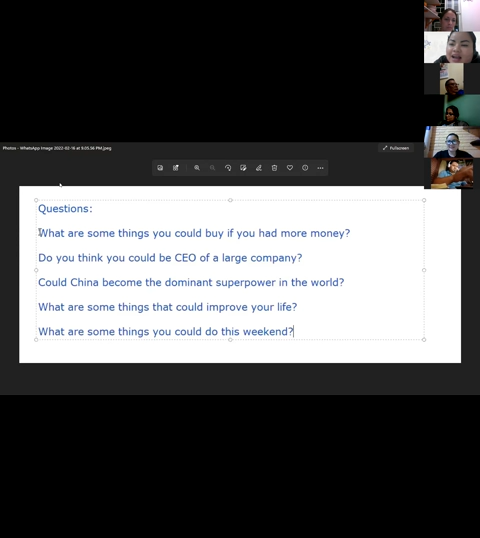 Photos - WhatsApp Image 2022-02-16 at 8.05.56 PM.jpeg
Fullscreen
Questions:
What are some things you could buy if you had more money?
Do you think you could be CEO of a large company?
Could China become the dominant superpower in the world?
What are some things that could improve your life?
What are some things you could do this weekend?